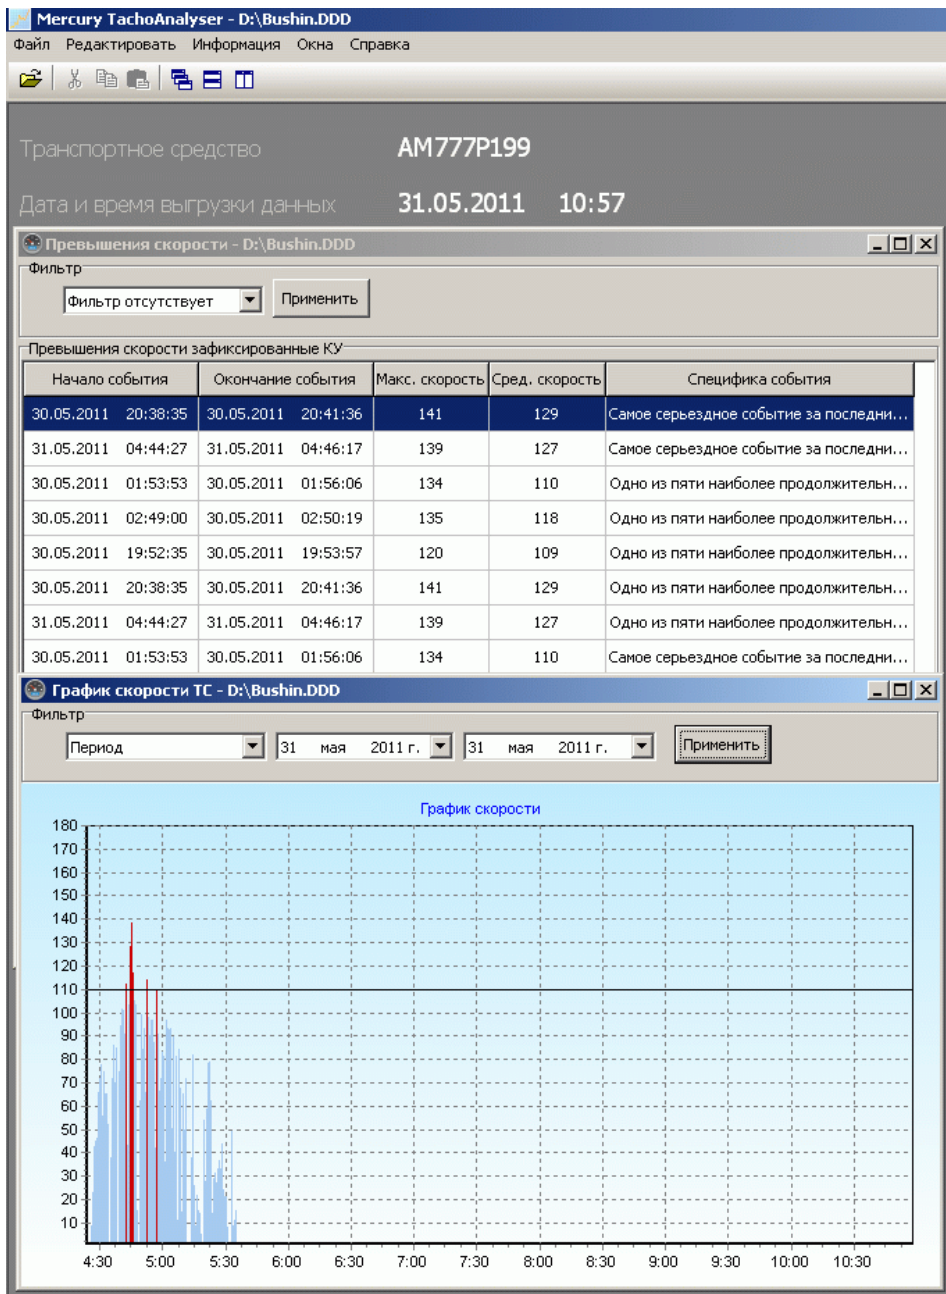 Mercury TachoAnalyser - D:\Bushin.DDD
Файл Редактировать Информация Окна Справка
Транспортное средство АМ777Р199
Дата и время выгрузки данных 31.05.2011 10:57
Превышения скорости - D:\Bushin.DDD
Фильтр
Фильтр отсутствует Применить
Превышения скорости зафиксированные КУ
Начало события Окончание события Макс. скорость Сред. скорость Специфика события
30.05.2011 20:38:35 30.05.2011 20:41:36 141 129 Самое серьездное событие за последни...
31.05.2011 04:44:27 31.05.2011 04:46:17 139 127 Самое серьездное событие за последни...
30.05.2011 01:53:53 30.05.2011 01:56:06 134 110 Одно из пяти наиболее продолжительн...
30.05.2011 02:49:00 30.05.2011 02:50:19 135 118 Одно из пяти наиболее продолжительн...
30.05.2011 19:52:35 30.05.2011 19:53:57 120 109 Одно из пяти наиболее продолжительн...
30.05.2011 20:38:35 30.05.2011 20:41:36 141 129 Одно из пяти наиболее продолжительн...
31.05.2011 04:44:27 31.05.2011 04:46:17 139 127 Одно из пяти наиболее продолжительн...
30.05.2011 01:53:53 30.05.2011 01:56:06 134 110 Самое серьездное событие за последни...
График скорости ТС - D:\Bushin.DDD
Фильтр
Период 31 мая 2011 г. 31 мая 2011 г. Применить
График скорости
180
170
160
150
140
130
120
110
100
90
80
70
60
50
40
30
20
10
4:30 5:00 5:30 6:00 6:30 7:00 7:30 8:00 8:30 9:00 9:30 10:00 10:30